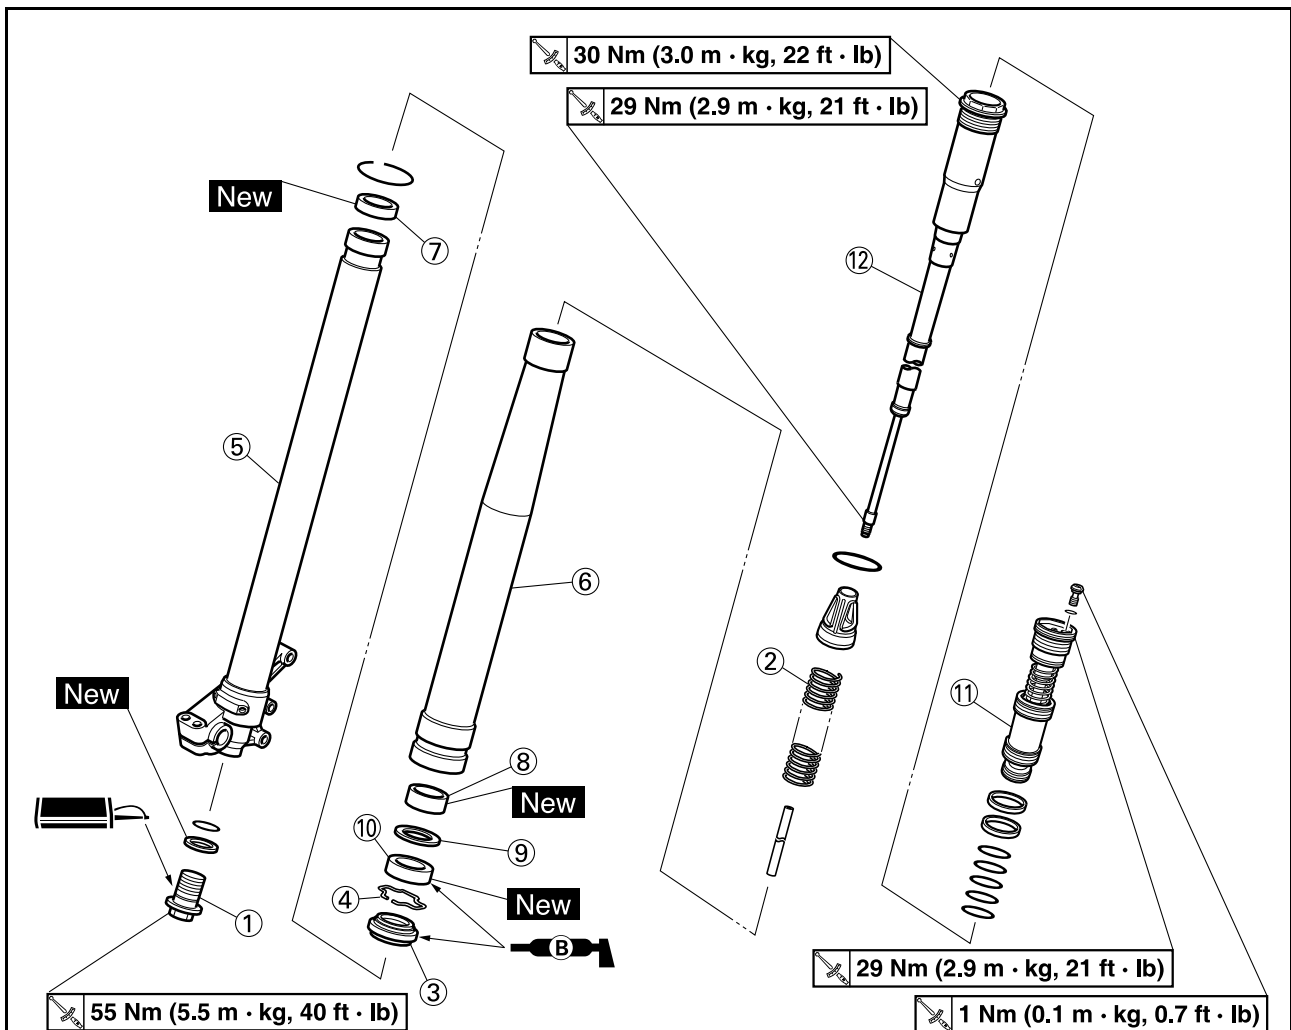 30 Nm (3.0 m · kg, 22 ft · lb)
29 Nm (2.9 m · kg, 21 ft · lb)
New
7
12
5
6
New
2
11
8
New
10
9
4
New
1
B
3
29 Nm (2.9 m · kg, 21 ft · lb)
55 Nm (5.5 m · kg, 40 ft · lb)
1 Nm (0.1 m · kg, 0.7 ft · lb)